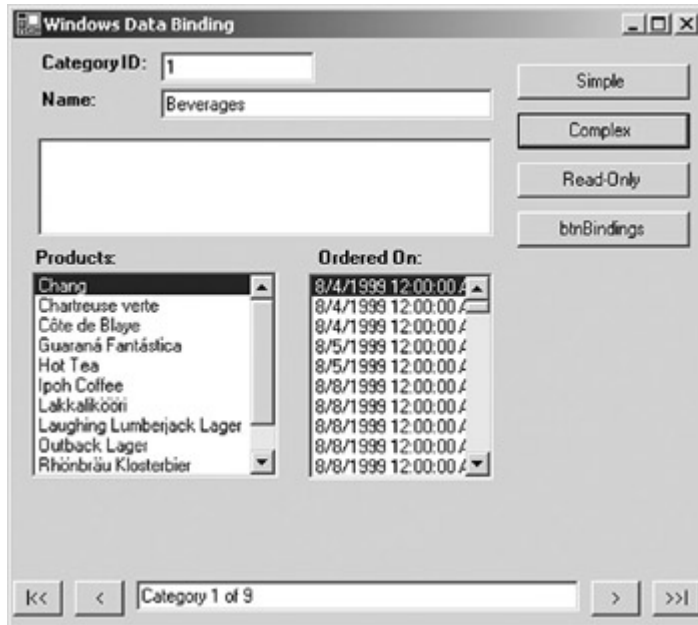 Windows Data Binding
Category ID: 1
Simple
Name: Beverages
Complex
Read-Only
btnBindings
Products:
Chang
Chartreuse verte
Côte de Blaye
Guaraná Fantástica
Hot Tea
Ipoh Coffee
Lakkalikööri
Laughing Lumberjack Lager
Outback Lager
Rhönbräu Klosterbier
Ordered On:
8/4/1999 12:00:00 A
8/4/1999 12:00:00 A
8/4/1999 12:00:00 A
8/5/1999 12:00:00 A
8/5/1999 12:00:00 A
8/8/1999 12:00:00 A
8/8/1999 12:00:00 A
8/8/1999 12:00:00 A
8/8/1999 12:00:00 A
8/8/1999 12:00:00 A
|<<
<
Category 1 of 9
>
>>|